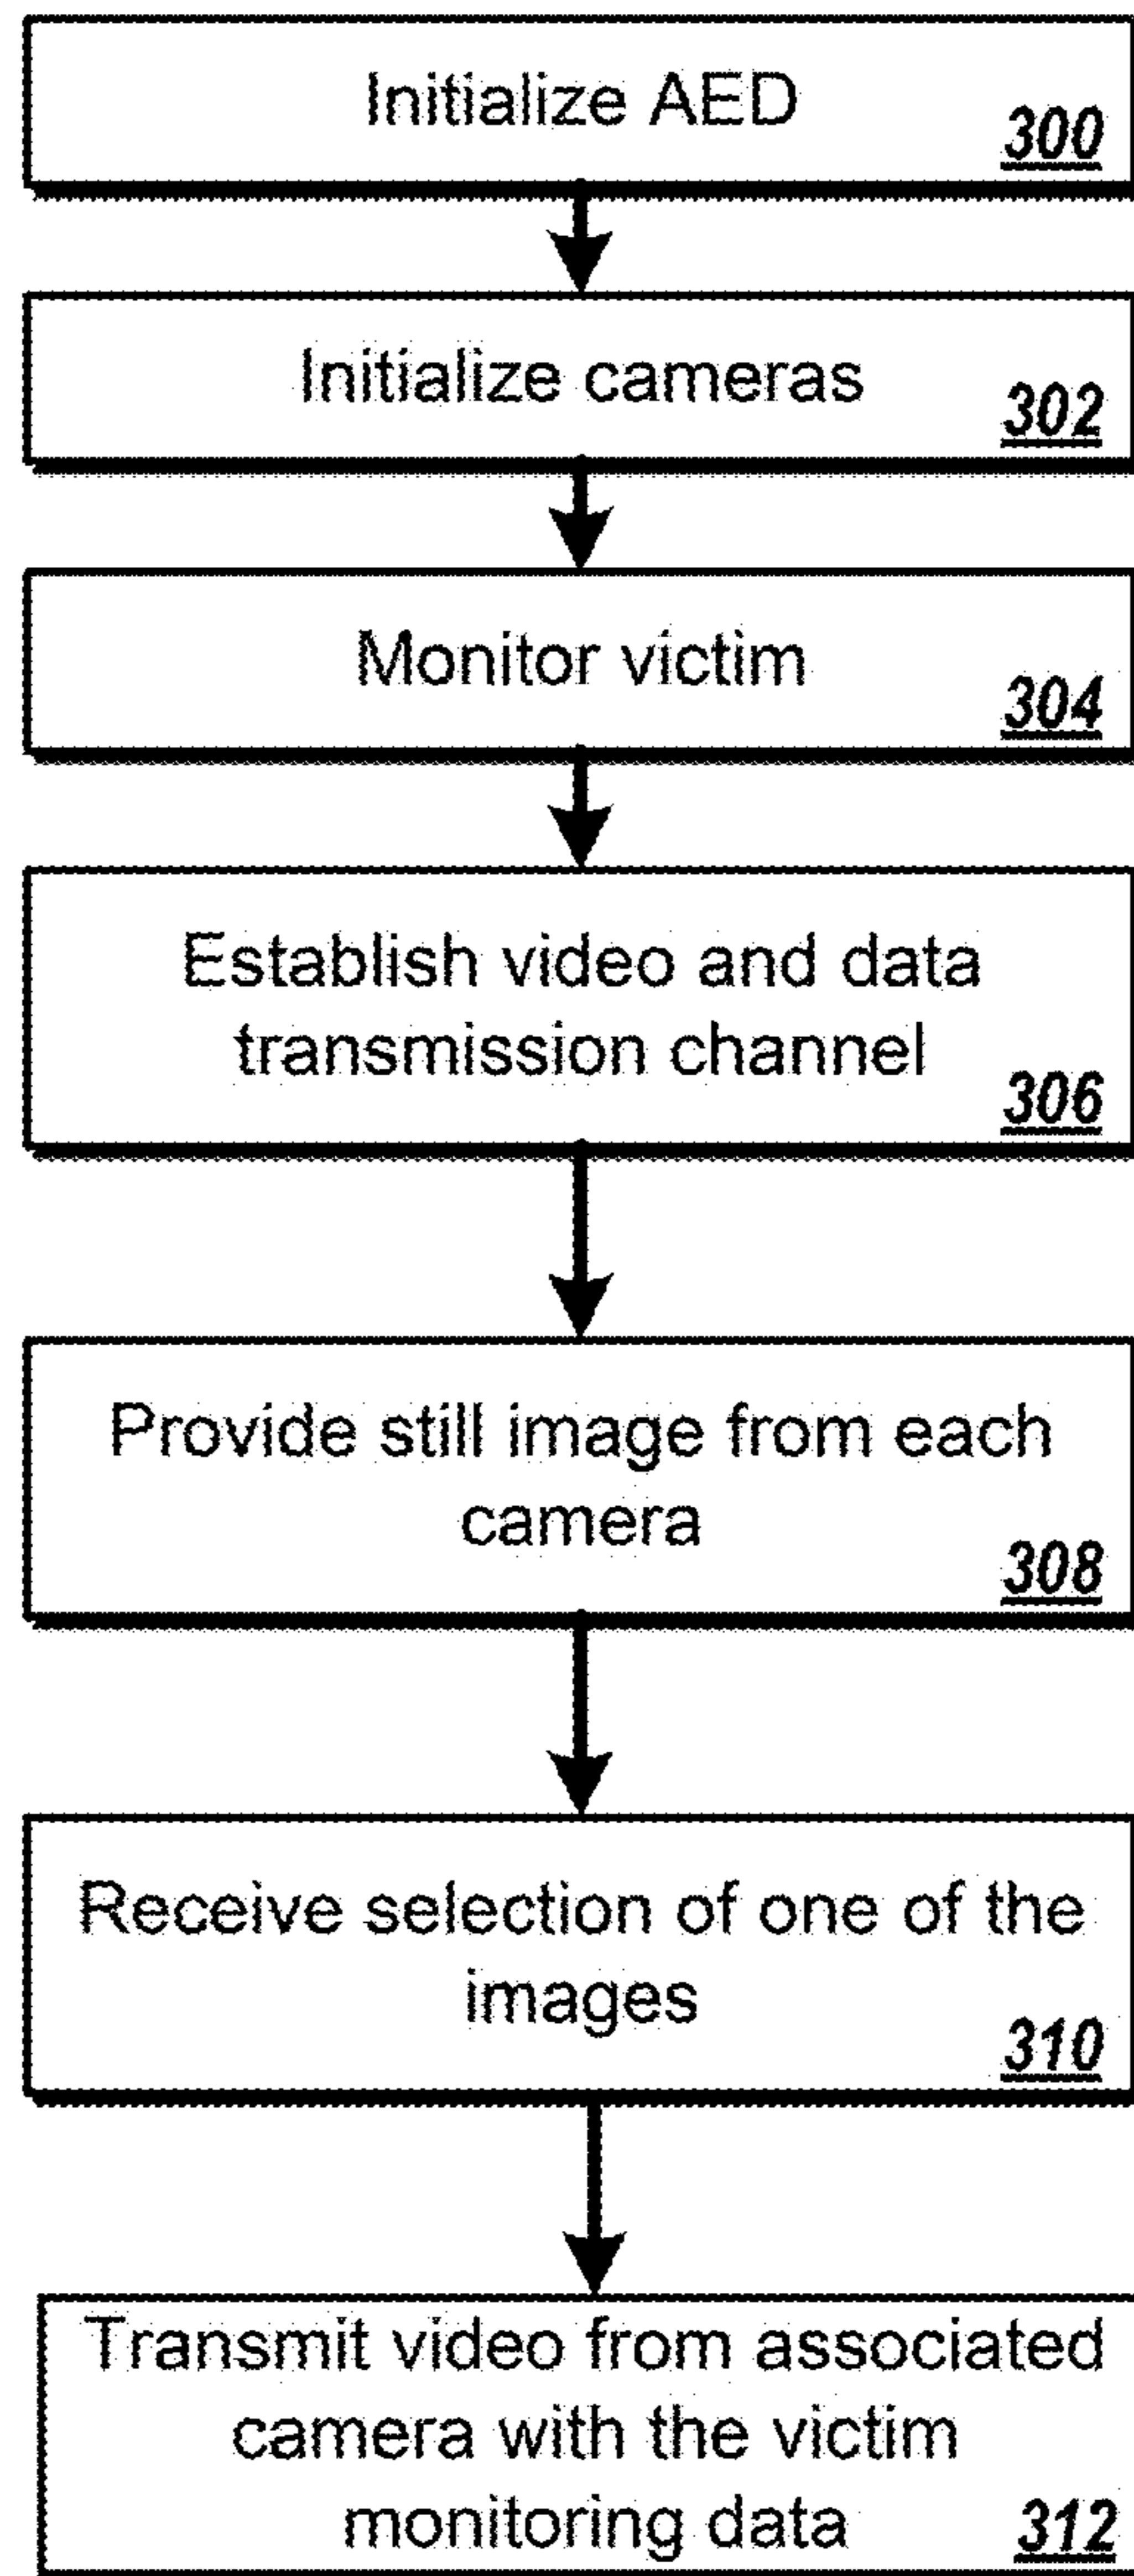 Initialize AED
300
Initialize cameras
302
Monitor victim
304
Establish video and data
transmission channel
306
Provide still image from each
camera
308
Receive selection of one of the
images
310
Transmit video from associated
camera with the victim
monitoring data
312